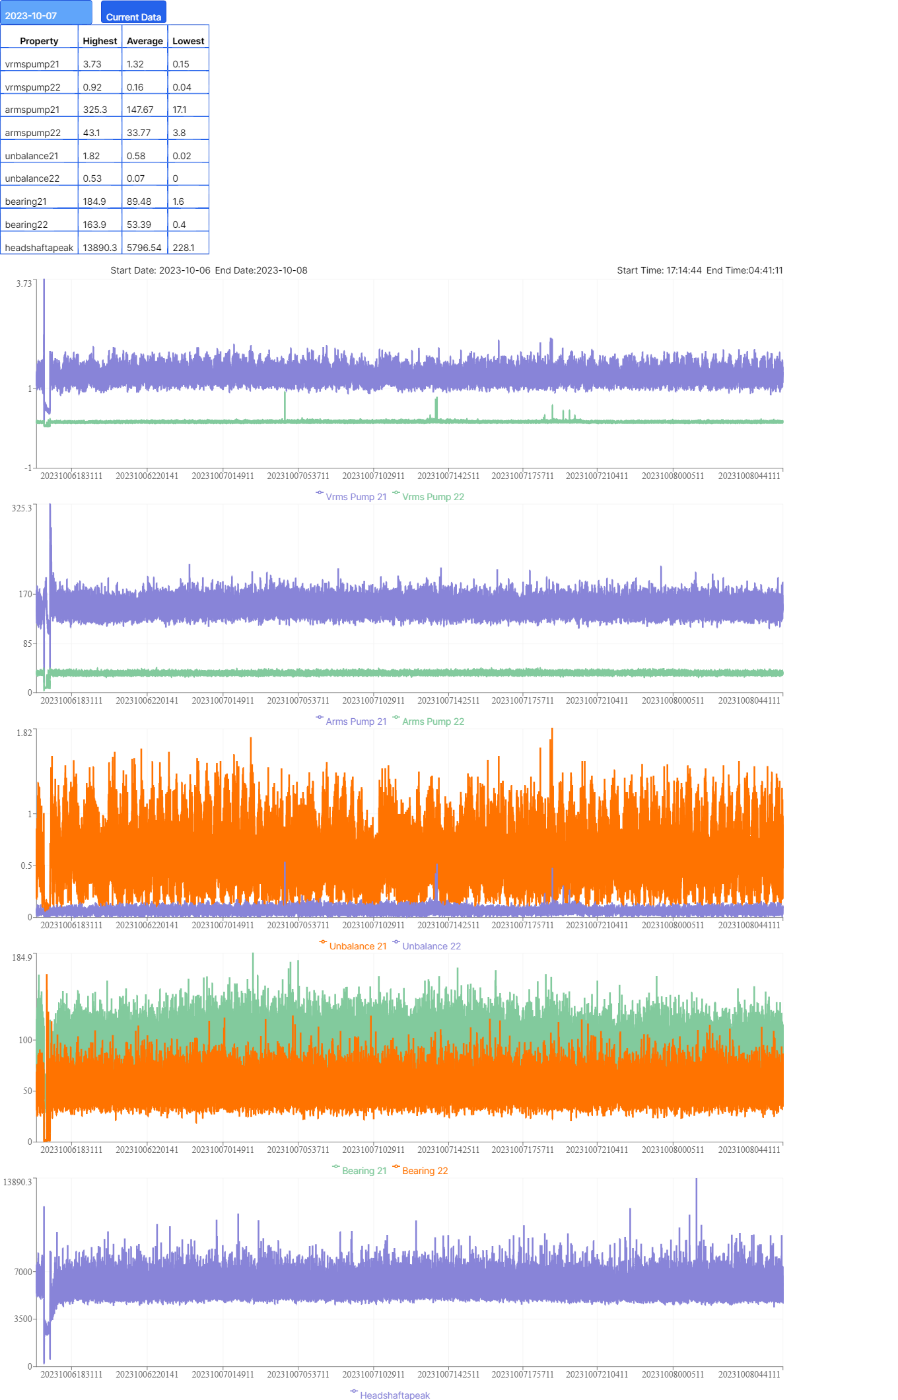 2023-10-07 Current Data
Property Highest Average Lowest
vrmspump21 3.73 1.32 0.15
vrmspump22 0.92 0.16 0.04
armspump21 325.3 147.67 17.1
armspump22 43.1 33.77 3.8
unbalance21 1.82 0.58 0.02
unbalance22 0.53 0.07 0
bearing21 184.9 89.48 1.6
bearing22 163.9 53.39 0.4
headshaftapeak 13890.3 5796.54 228.1
Start Date: 2023-10-06 End Date:2023-10-08 Start Time: 17:14:44 End Time:04:41:11
3.73
1
-1
20231006183111 20231006220141 20231007014911 20231007053711 20231007102911 20231007142511 20231007175711 20231007210411 20231008000511 20231008044111
Vrms Pump 21 Vrms Pump 22
325.3
170
85
0
20231006183111 20231006220141 20231007014911 20231007053711 20231007102911 20231007142511 20231007175711 20231007210411 20231008000511 20231008044111
Arms Pump 21 Arms Pump 22
1.82
1
0.5
0
20231006183111 20231006220141 20231007014911 20231007053711 20231007102911 20231007142511 20231007175711 20231007210411 20231008000511 20231008044111
Unbalance 21 Unbalance 22
184.9
100
50
0
20231006183111 20231006220141 20231007014911 20231007053711 20231007102911 20231007142511 20231007175711 20231007210411 20231008000511 20231008044111
Bearing 21 Bearing 22
13890.3
7000
3500
0
20231006183111 20231006220141 20231007014911 20231007053711 20231007102911 20231007142511 20231007175711 20231007210411 20231008000511 20231008044111
Headshaftapeak